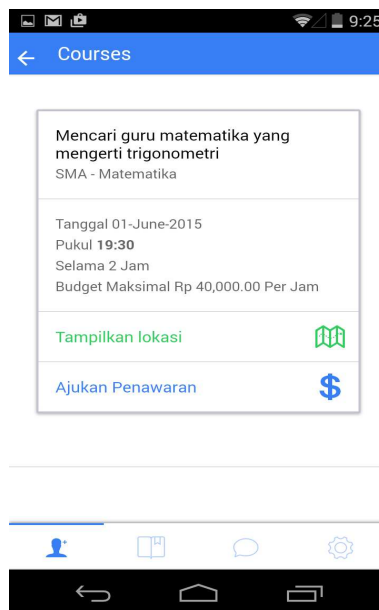 9:25
Courses
Mencari guru matematika yang
mengerti trigonometri
SMA - Matematika
Tanggal 01-June-2015
Pukul 19:30
Selama 2 Jam
Budget Maksimal Rp 40,000.00 Per Jam
Tampilkan lokasi
Ajukan Penawaran $